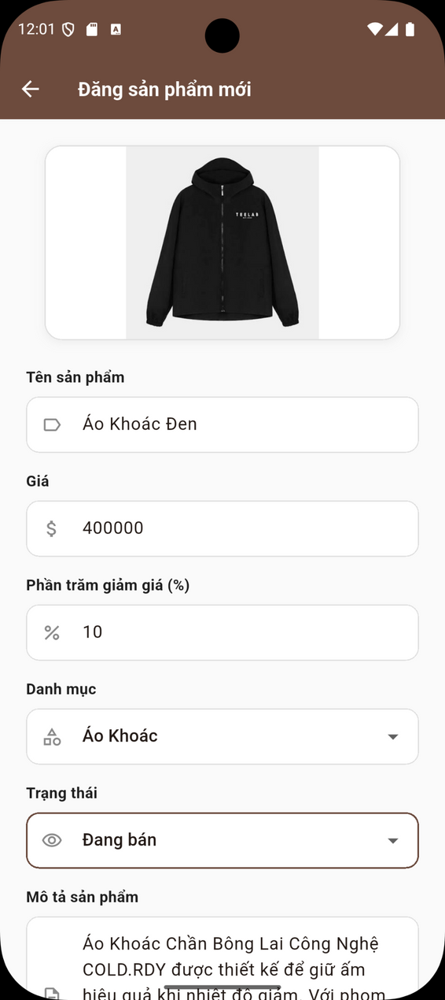 12:01
A
Đăng sản phẩm mới
TEELAB
Tên sản phẩm
Áo Khoác Đen
Giá
$ 400000
Phần trăm giảm giá (%)
% 10
Danh mục
Áo Khoác
Trạng thái
Đang bán
Mô tả sản phẩm
Áo Khoác Chần Bông Lai Công Nghệ
COLD.RDY được thiết kế để giữ ấm
hiệu quả khi nhiệt độ giảm. Với phom